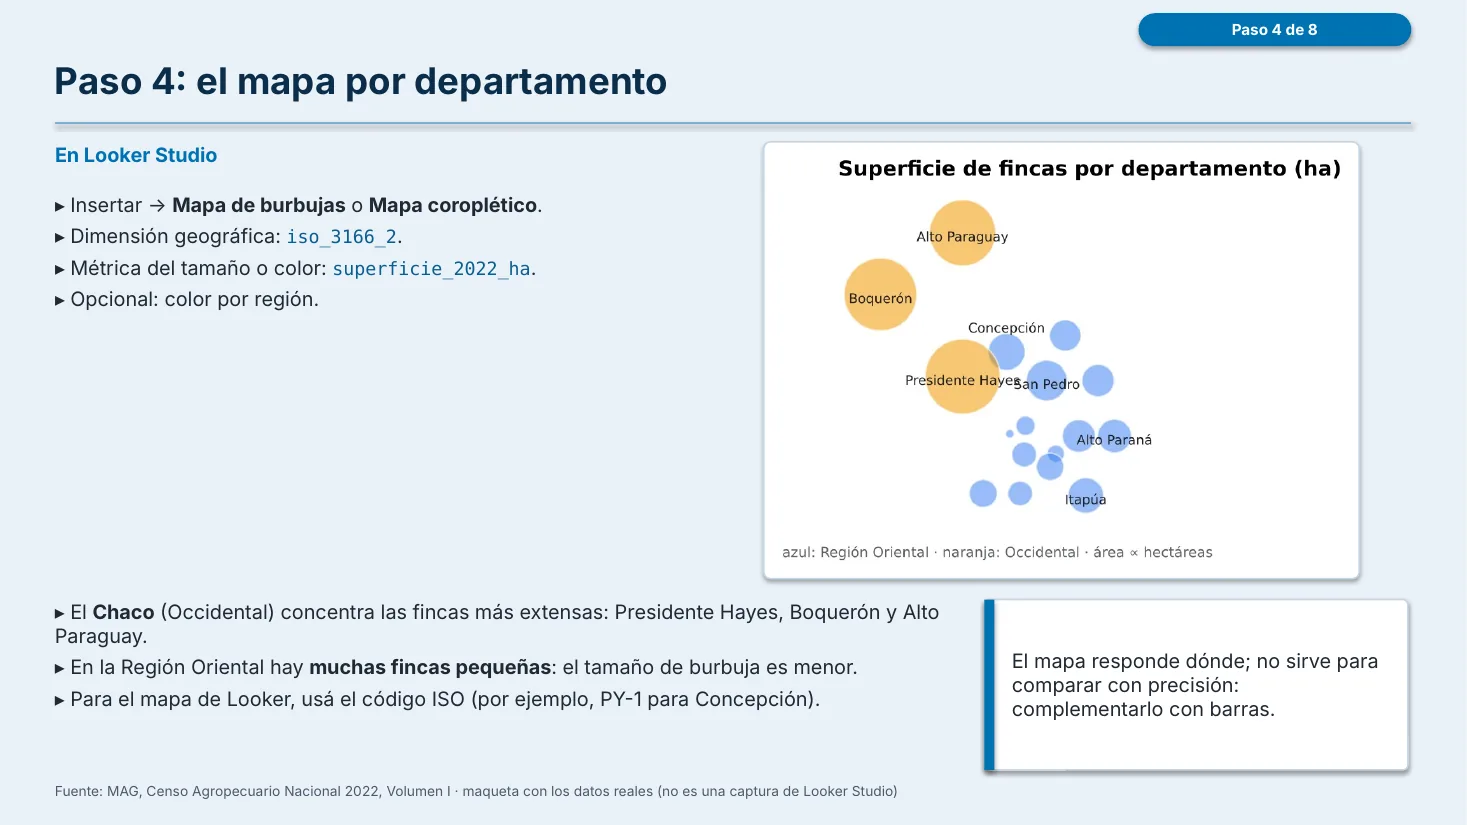 Paso 4 de 8
Paso 4: el mapa por departamento
En Looker Studio
▸ Insertar → Mapa de burbujas o Mapa coroplético.
▸ Dimensión geográfica: iso_3166_2.
▸ Métrica del tamaño o color: superficie_2022_ha.
▸ Opcional: color por región.
Superficie de fincas por departamento (ha)
Alto Paraguay
Boquerón
Concepción
Presidente Hayes
San Pedro
Alto Paraná
Itapúa
azul: Región Oriental · naranja: Occidental · área ∝ hectáreas
▸ El Chaco (Occidental) concentra las fincas más extensas: Presidente Hayes, Boquerón y Alto
Paraguay.
▸ En la Región Oriental hay muchas fincas pequeñas: el tamaño de burbuja es menor.
▸ Para el mapa de Looker, usá el código ISO (por ejemplo, PY-1 para Concepción).
El mapa responde dónde; no sirve para
comparar con precisión:
complementarlo con barras.
Fuente: MAG, Censo Agropecuario Nacional 2022, Volumen I · maqueta con los datos reales (no es una captura de Looker Studio)